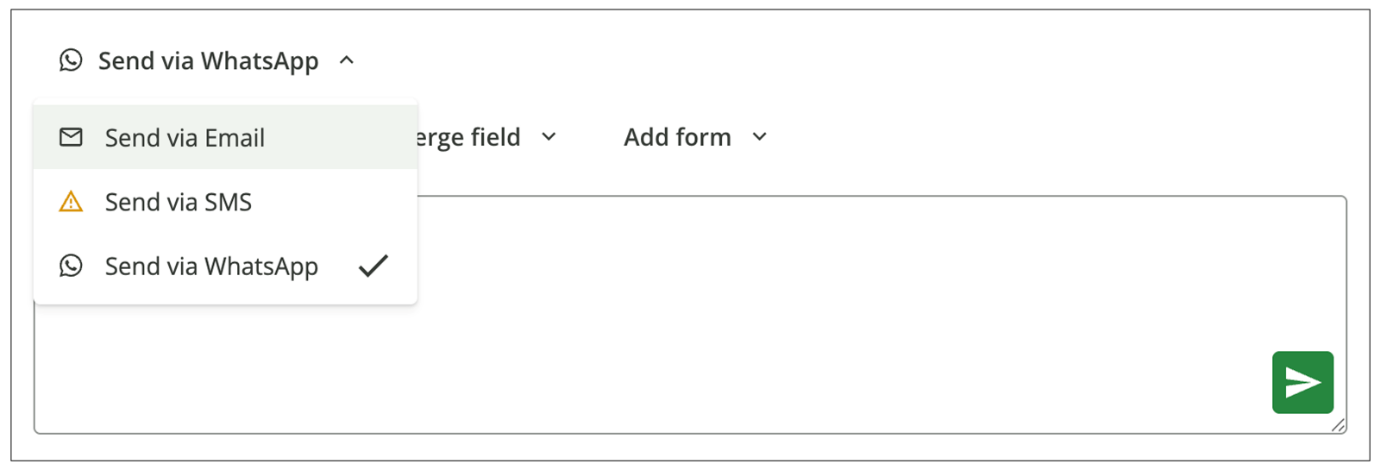 Send via WhatsApp
Send via Email
erge field
Add form
Send via SMS
Send via WhatsApp